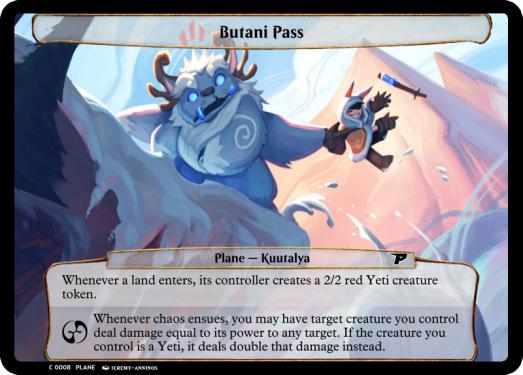 Butani Pass
Plane — Kuutalya
Whenever a land enters, its controller creates a 2/2 red Yeti creature
token.
Whenever chaos ensues, you may have target creature you control
deal damage equal to its power to any target. If the creature you
control is a Yeti, it deals double that damage instead.
C 0008 PLANE JEREMY-ANNINOS